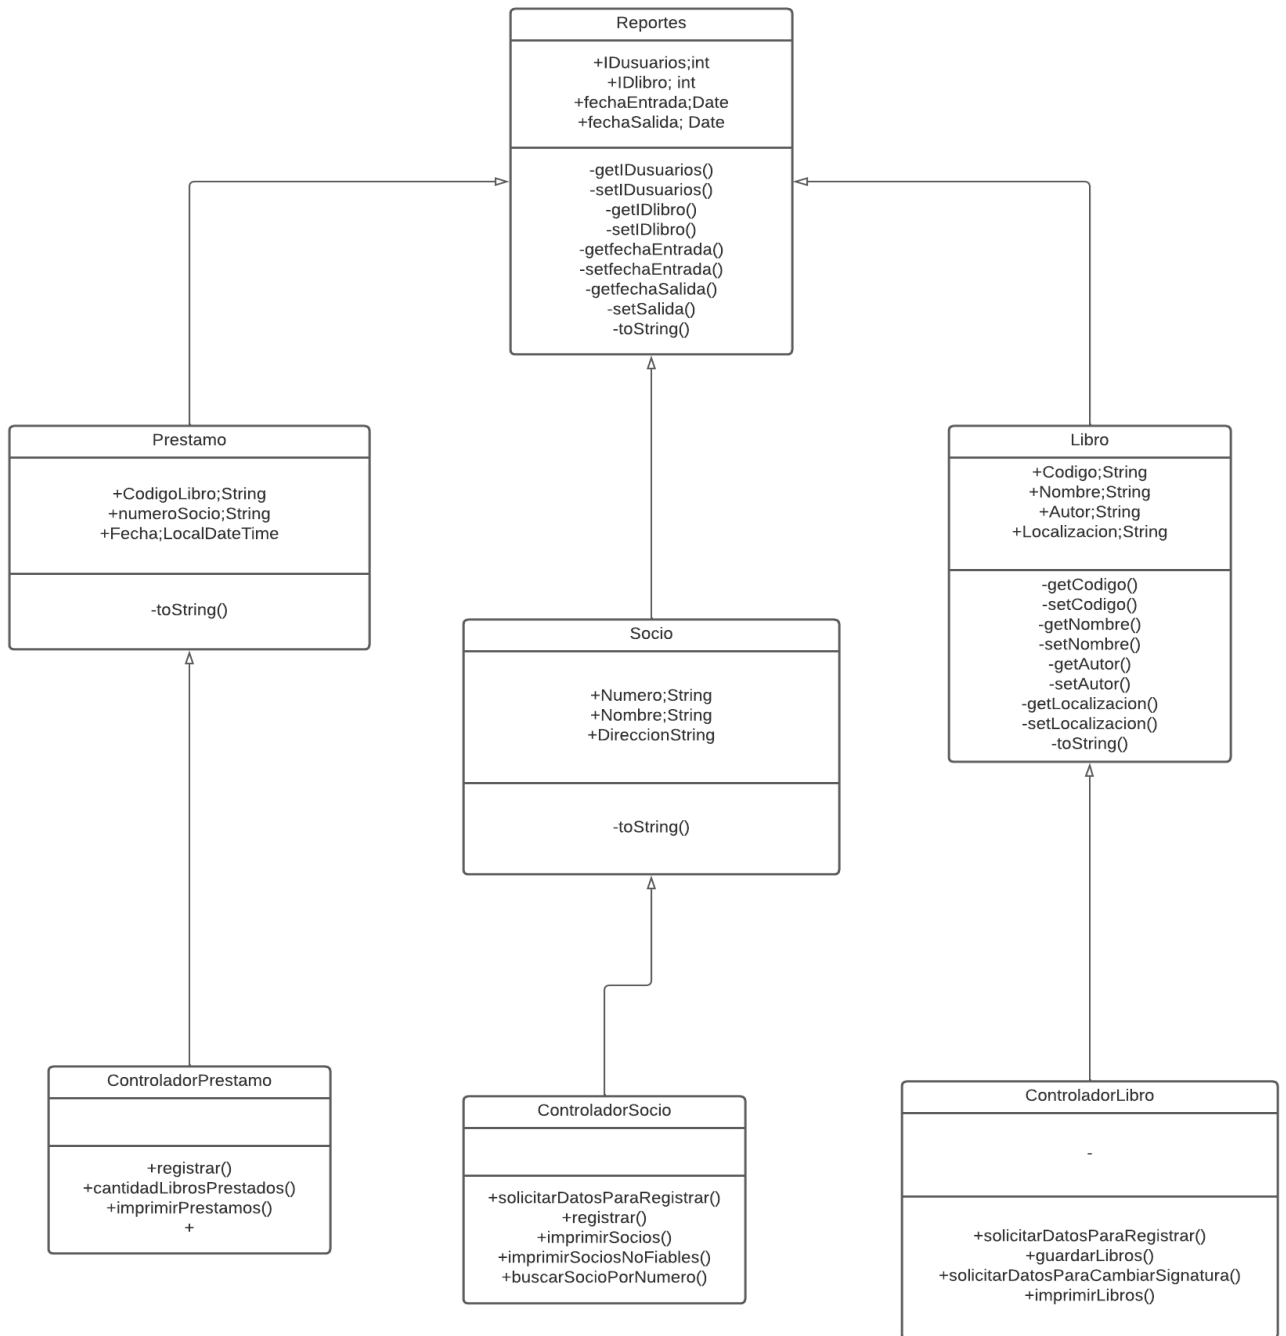 Reportes
+IDusuarios;int
+IDlibro; int
+fechaEntrada;Date
+fechaSalida; Date
-getIDusuarios()
-setIDusuarios()
-getIDlibro()
-setIDlibro()
-getfechaEntrada()
-setfechaEntrada()
-getfechaSalida()
-setSalida()
-toString()
Prestamo
+CodigoLibro;String
+numeroSocio;String
+Fecha;LocalDateTime
-toString()
Socio
+Numero;String
+Nombre;String
+DireccionString
-toString()
Libro
+Codigo;String
+Nombre;String
+Autor;String
+Localizacion;String
-getCodigo()
-setCodigo()
-getNombre()
-setNombre()
-getAutor()
-setAutor()
-getLocalizacion()
-setLocalizacion()
-toString()
ControladorPrestamo
+registrar()
+cantidadLibrosPrestados()
+imprimirPrestamos()
+
ControladorSocio
+solicitarDatosParaRegistrar()
+registrar()
+imprimirSocios()
+imprimirSociosNoFiables()
+buscarSocioPorNumero()
ControladorLibro
-
+solicitarDatosParaRegistrar()
+guardarLibros()
+solicitarDatosParaCambiarSignatura()
+imprimirLibros()